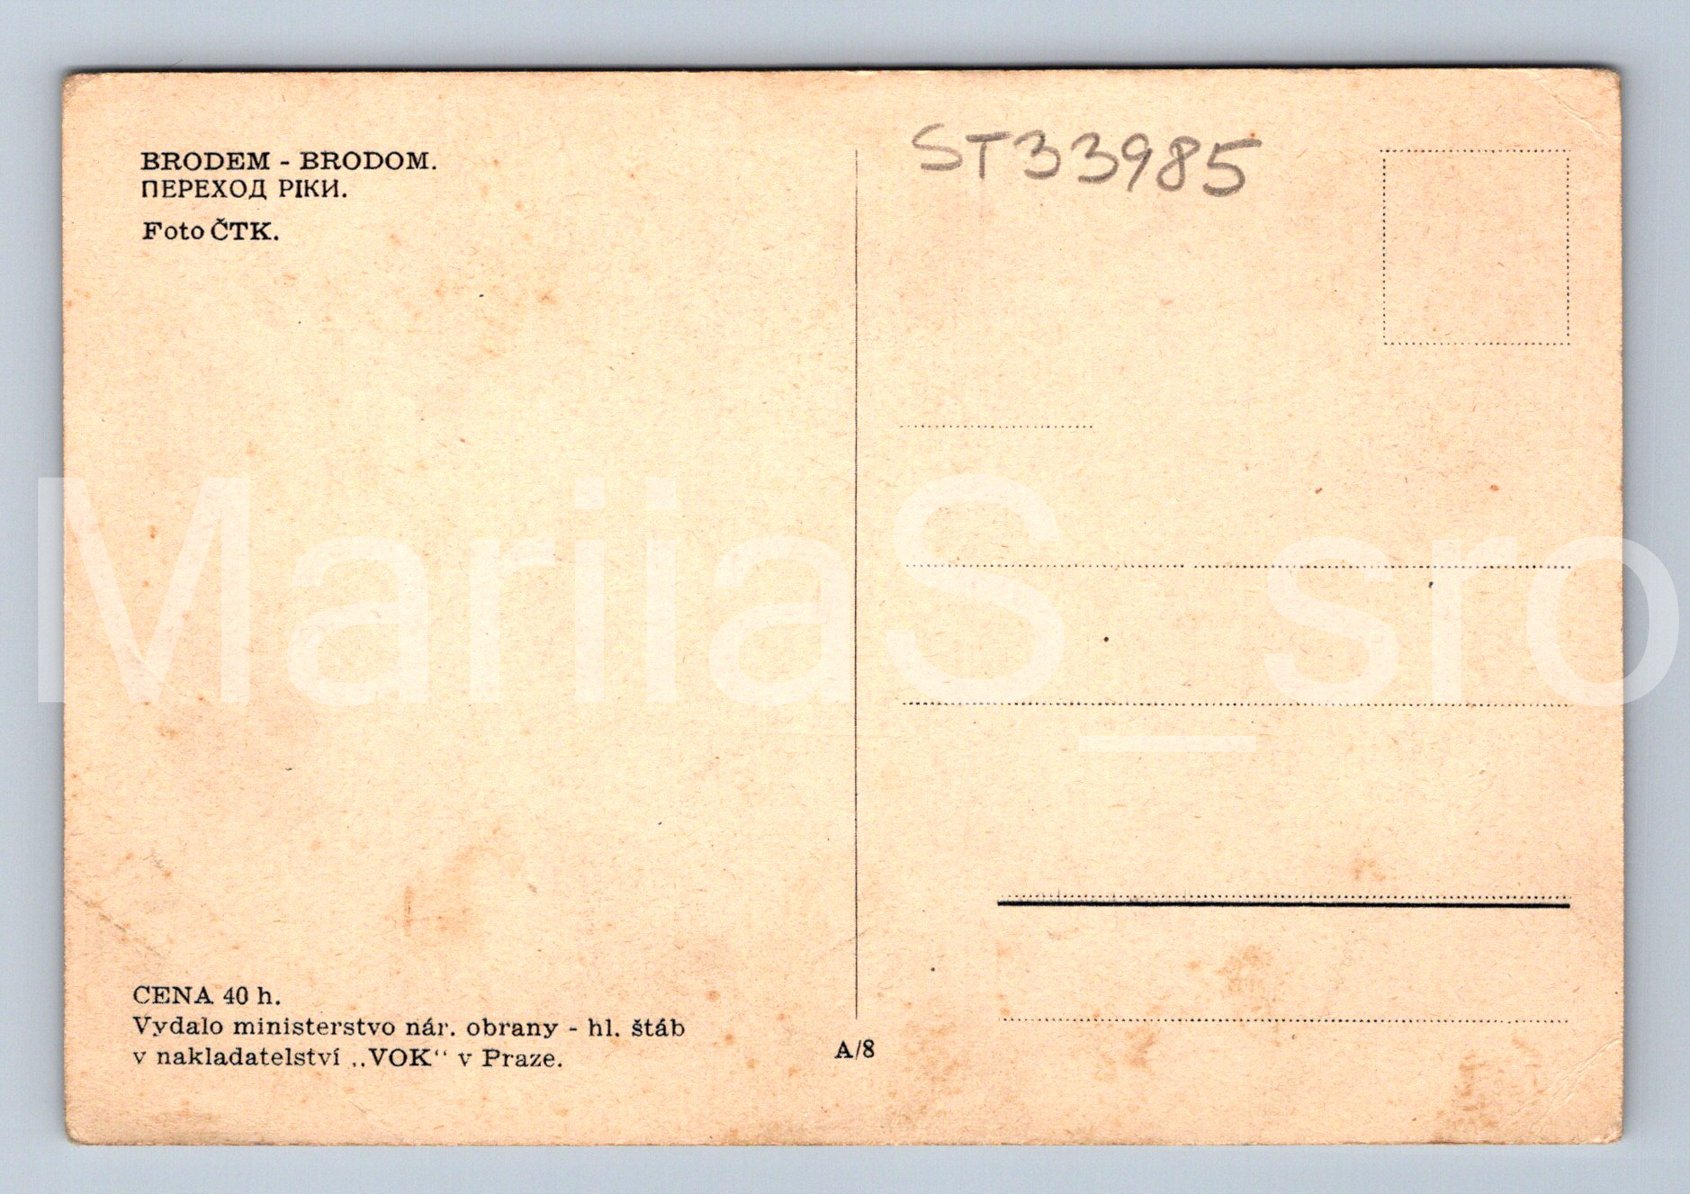 BRODEM - BRODOM.
ПЕРЕХОД РІКИ.
Foto ČTK.
ST33985
MariiaS_sro
CENA 40 h.
Vydalo ministerstvo nár. obrany - hl. štáb
v nakladatelství ,,VOK“ v Praze.
A/8